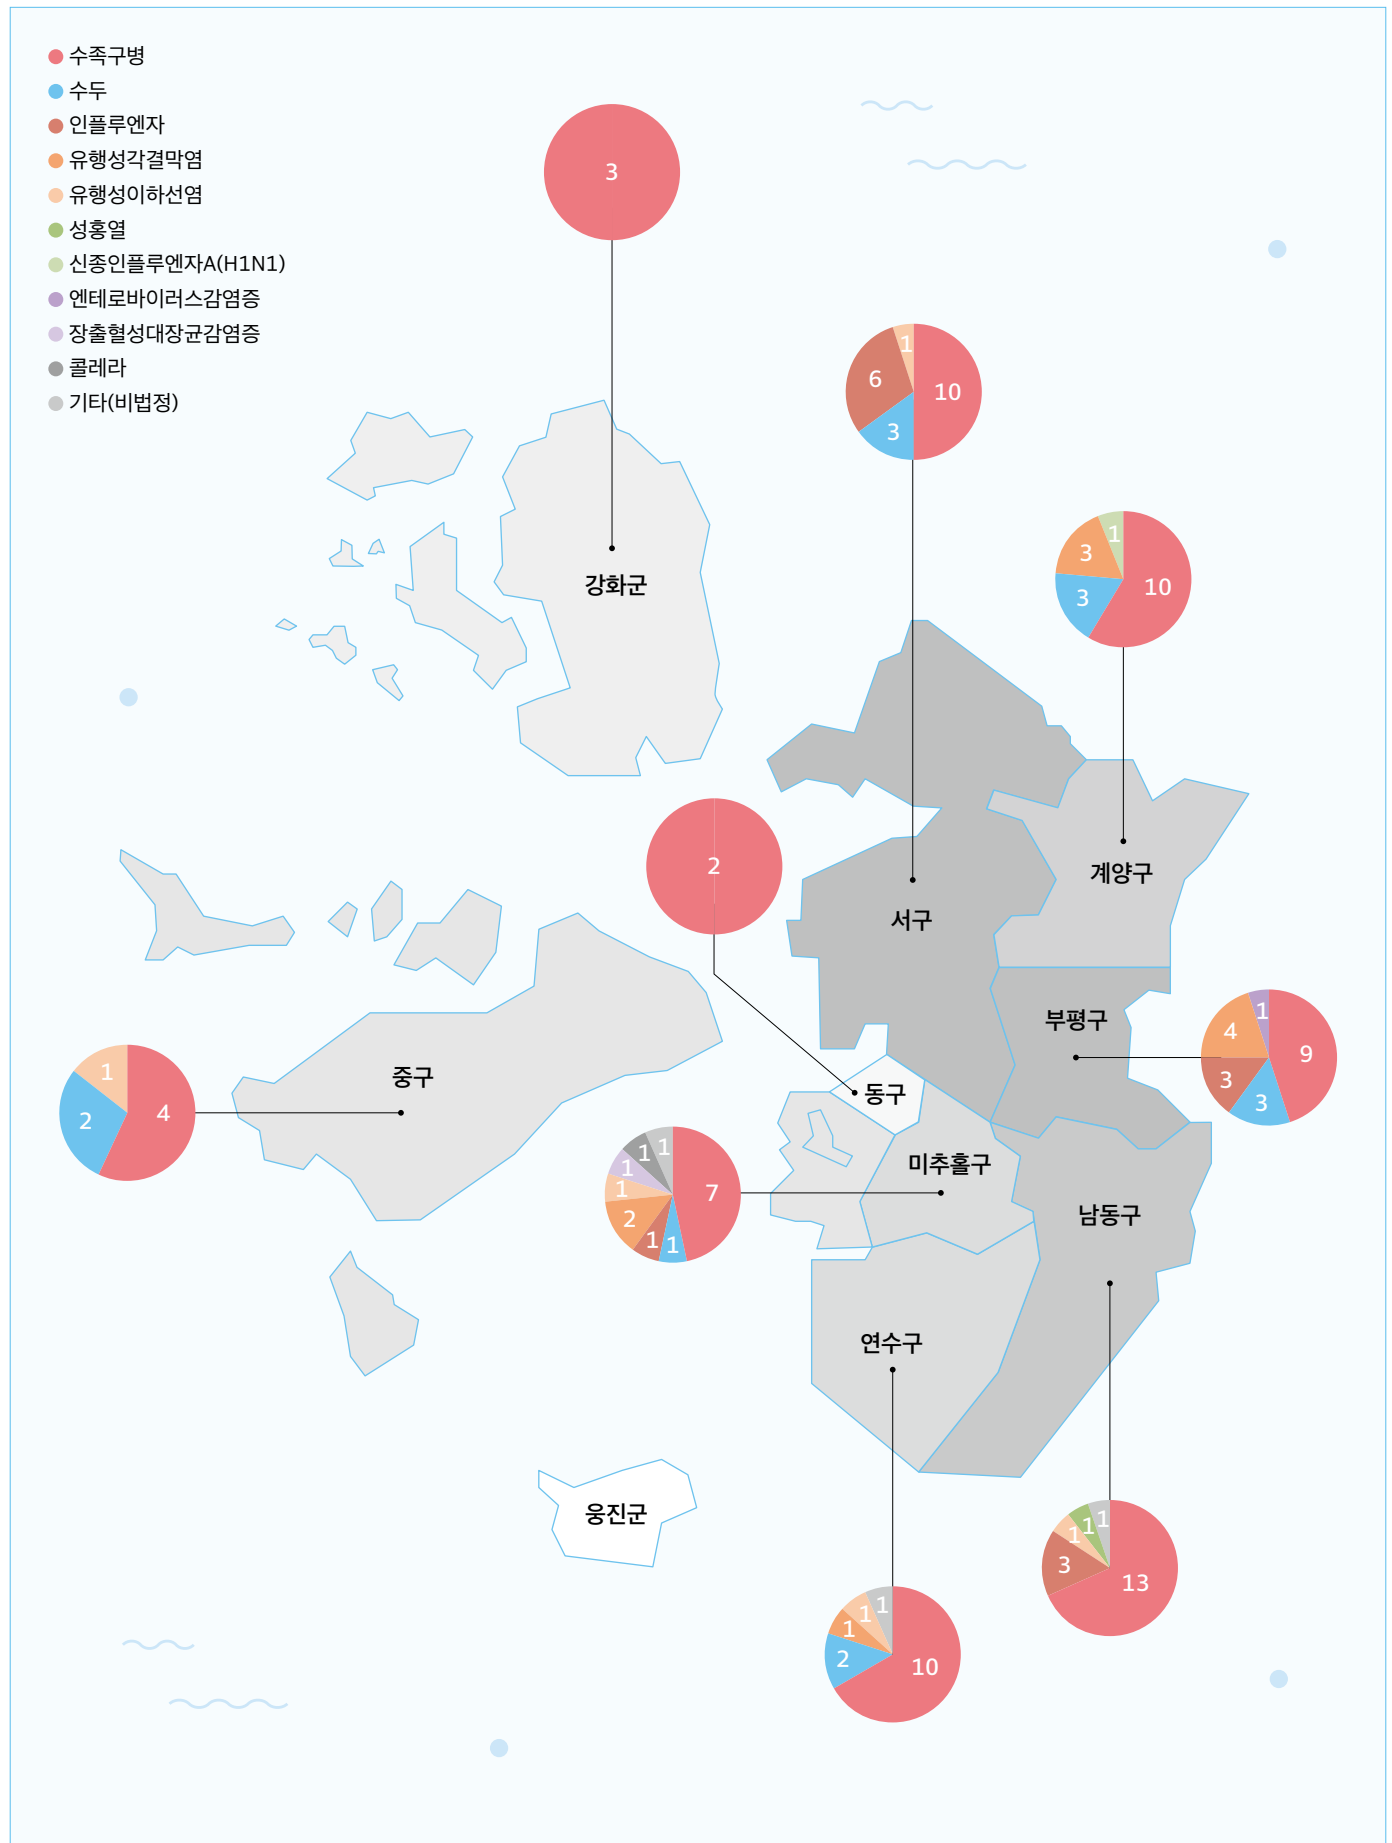 수족구병
수두
인플루엔자
유행성각결막염
유행성이하선염
성홍열
신종인플루엔자A(H1N1)
엔테로바이러스감염증
장출혈성대장균감염증
콜레라
기타(비법정)
3
강화군
1
6
10
3
1
3
10
3
계양구
2
서구
부평구
1
4
9
3
3
동구
중구
1
4
2
미추홀구
1
1
1
1
7
2
1
1
남동구
연수구
웅진군
1
1
1
3
13
1
1
1
2
10